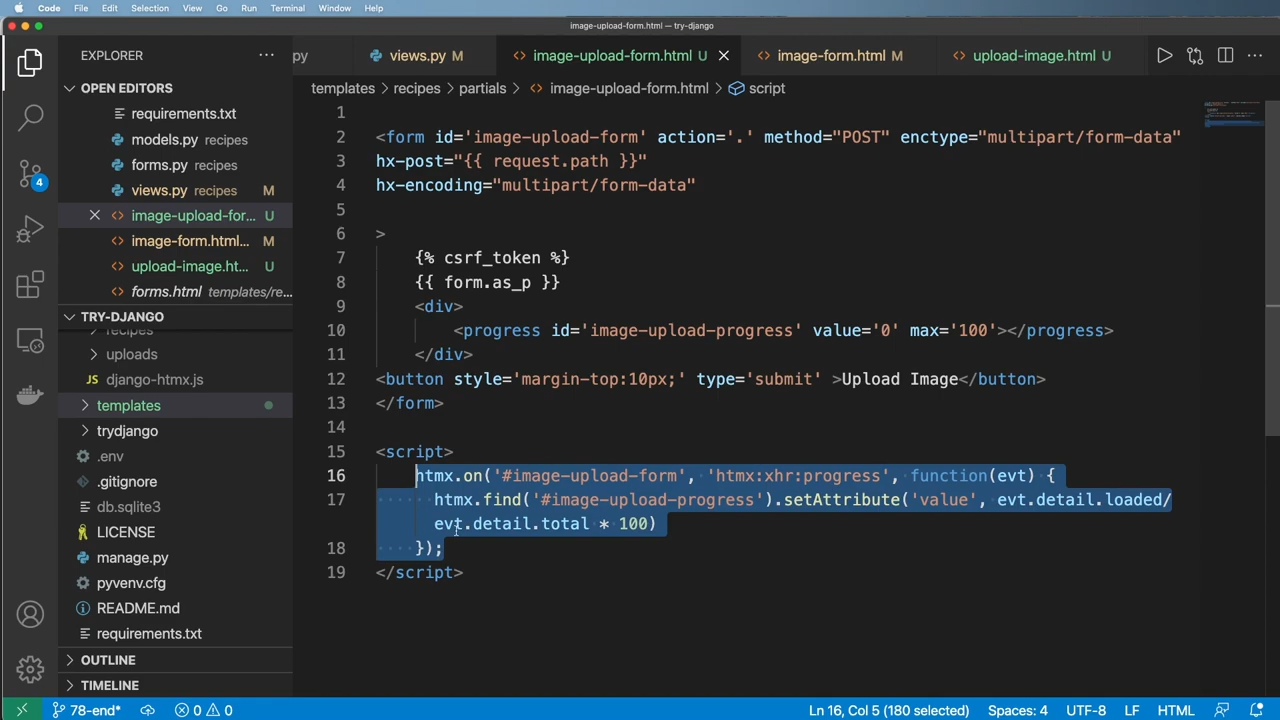 Code File Edit Selection View Go Run Terminal Window Help
image-upload-form.html — try-django
EXPLORER
py
views.py M
image-upload-form.html U
image-form.html M
upload-image.html U
OPEN EDITORS
templates > recipes > partials > image-upload-form.html > script
requirements.txt
models.py recipes
forms.py recipes
views.py recipes M
image-upload-for... U
image-form.html... M
upload-image.ht... U
forms.html templates/re...
TRY-DJANGO
recipes
uploads
JS django-htmx.js
templates
trydjango
.env
.gitignore
db.sqlite3
LICENSE
manage.py
pyvenv.cfg
README.md
requirements.txt
OUTLINE
TIMELINE
4
1
2 <form id='image-upload-form' action='.' method="POST" enctype="multipart/form-data"
3 hx-post="{{ request.path }}"
4 hx-encoding="multipart/form-data"
5
6 >
7 {% csrf_token %}
8 {{ form.as_p }}
9 <div>
10 <progress id='image-upload-progress' value='0' max='100'></progress>
11 </div>
12 <button style='margin-top:10px;' type='submit' >Upload Image</button>
13 </form>
14
15 <script>
16 htmx.on('#image-upload-form', 'htmx:xhr:progress', function(evt) {
17 htmx.find('#image-upload-progress').setAttribute('value', evt.detail.loaded/
evt.detail.total * 100)
18 });
19 </script>
78-end* 0 0 Ln 16, Col 5 (180 selected) Spaces: 4 UTF-8 LF HTML